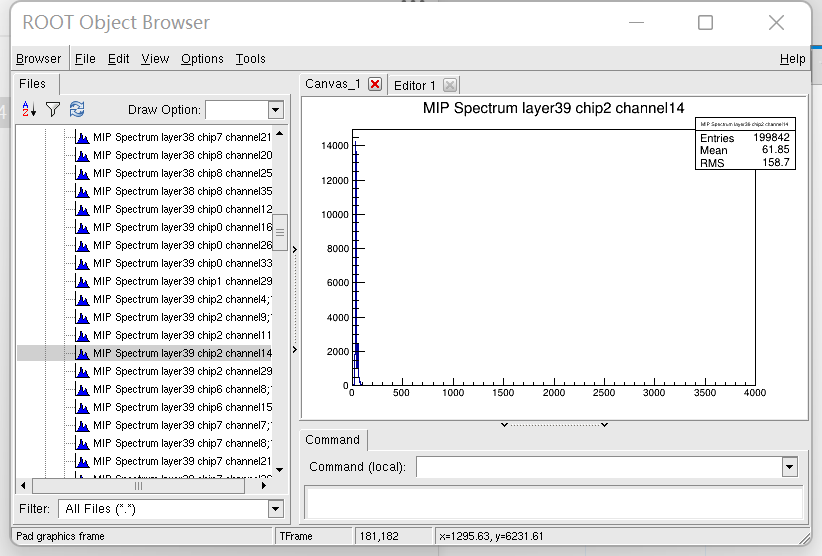 ROOT Object Browser
Browser File Edit View Options Tools Help
Files
Draw Option:
MIP Spectrum layer38 chip7 channel21
MIP Spectrum layer38 chip8 channel20
MIP Spectrum layer38 chip8 channel25
MIP Spectrum layer38 chip8 channel35
MIP Spectrum layer39 chip0 channel12
MIP Spectrum layer39 chip0 channel16
MIP Spectrum layer39 chip0 channel26
MIP Spectrum layer39 chip0 channel33
MIP Spectrum layer39 chip1 channel29
MIP Spectrum layer39 chip2 channel4;
MIP Spectrum layer39 chip2 channel9;
MIP Spectrum layer39 chip2 channel11
MIP Spectrum layer39 chip2 channel14
MIP Spectrum layer39 chip2 channel29
MIP Spectrum layer39 chip6 channel8;
MIP Spectrum layer39 chip6 channel15
MIP Spectrum layer39 chip7 channel7;
MIP Spectrum layer39 chip7 channel8;
MIP Spectrum layer39 chip7 channel21
Filter: All Files (*.*)
Canvas_1 Editor 1
MIP Spectrum layer39 chip2 channel14
MIP Spectrum layer39 chip2 channel14
Entries 199842
Mean 61.85
RMS 158.7
14000
12000
10000
8000
6000
4000
2000
0
0 500 1000 1500 2000 2500 3000 3500 4000
Command
Command (local):
Pad graphics frame TFrame 181,182 x=1295.63, y=6231.61